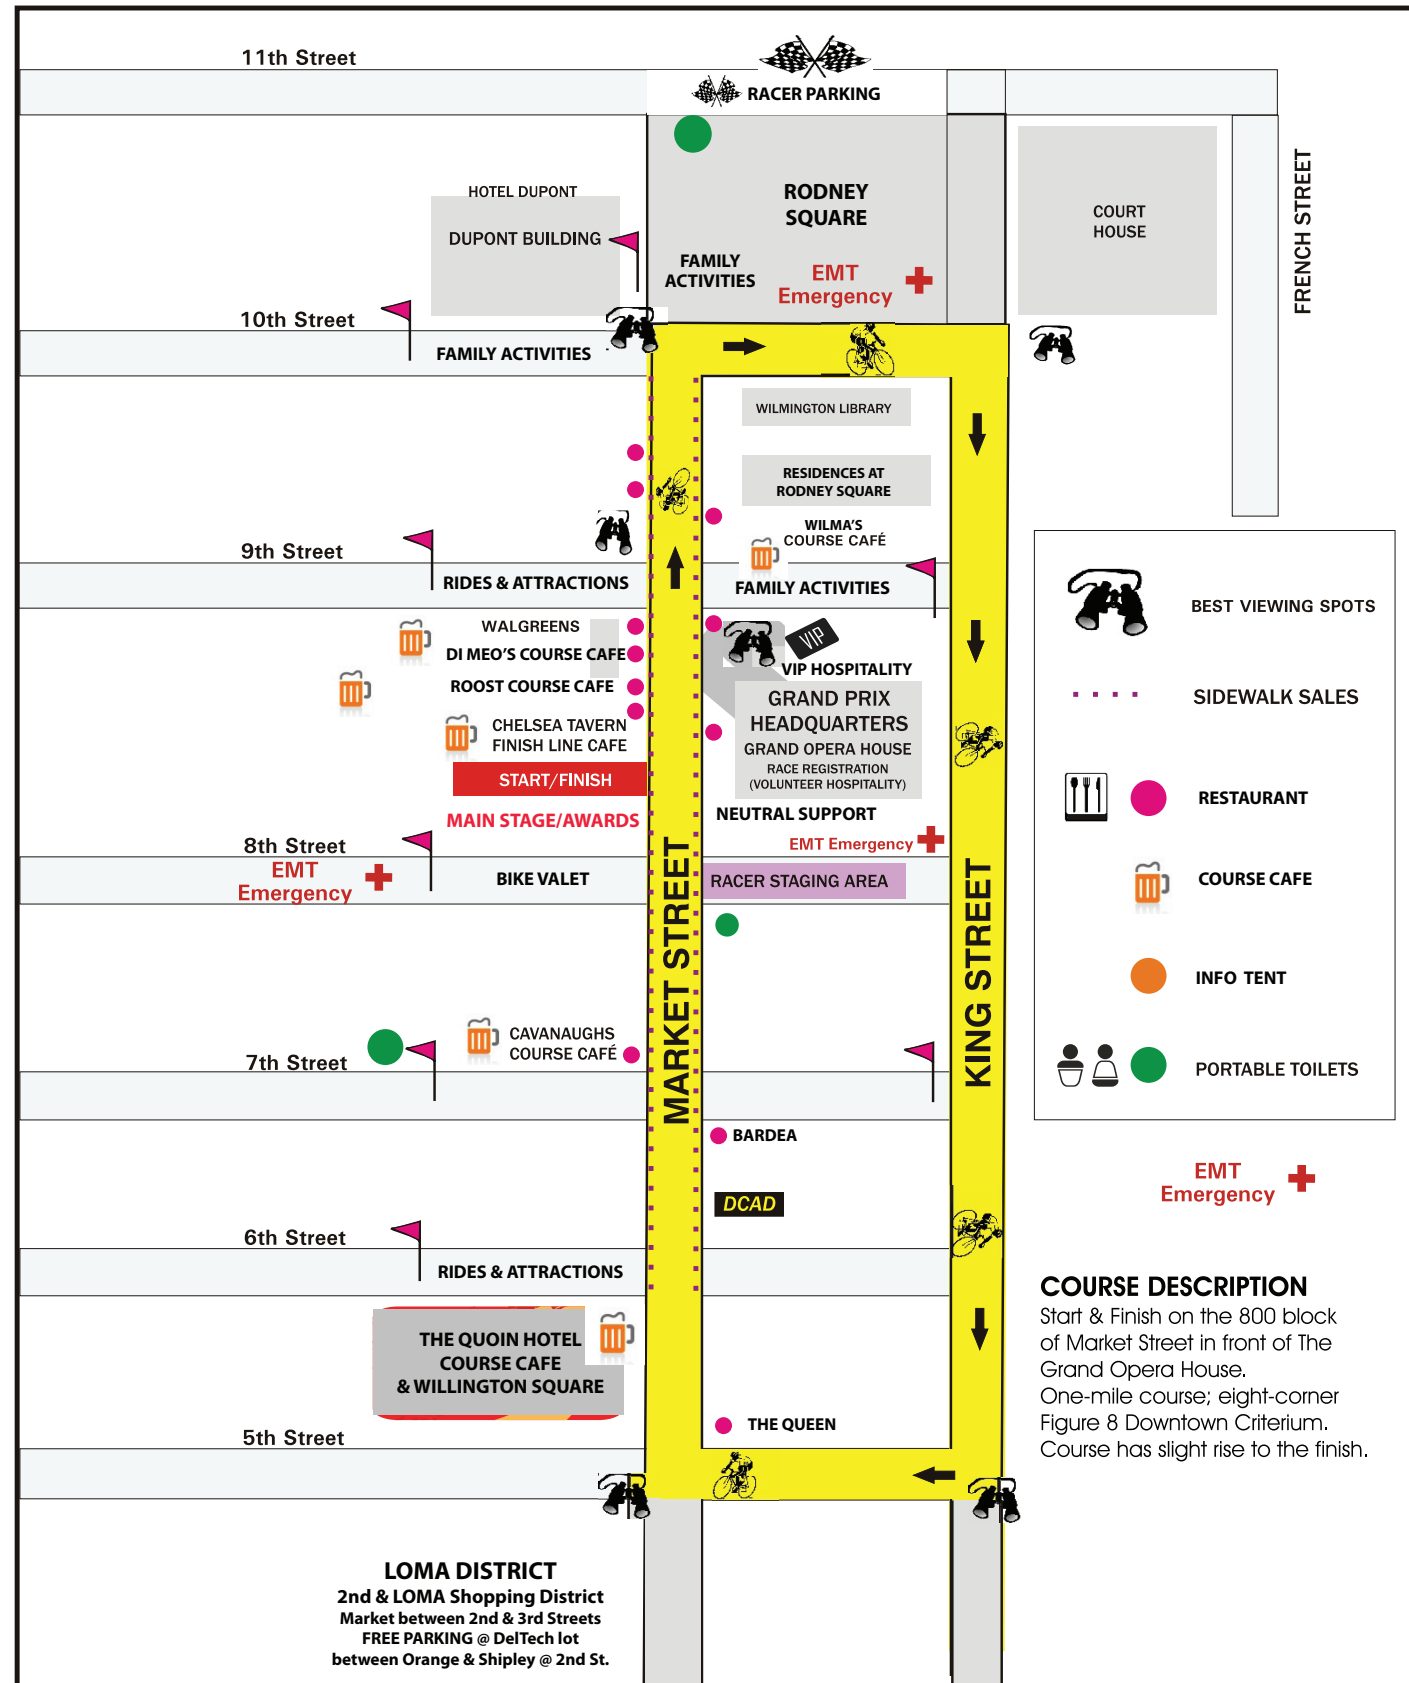 11th Street
RACER PARKING
HOTEL DUPONT
DUPONT BUILDING
RODNEY
SQUARE
FAMILY
ACTIVITIES
EMT
Emergency
COURT
HOUSE
FRENCH STREET
10th Street
FAMILY ACTIVITIES
WILMINGTON LIBRARY
RESIDENCES AT
RODNEY SQUARE
WILMA'S
COURSE CAFÉ
9th Street
RIDES & ATTRACTIONS
FAMILY ACTIVITIES
WALGREENS
DI MEO'S COURSE CAFE
ROOST COURSE CAFE
CHELSEA TAVERN
FINISH LINE CAFE
START/FINISH
MAIN STAGE/AWARDS
VIP
VIP HOSPITALITY
GRAND PRIX
HEADQUARTERS
GRAND OPERA HOUSE
RACE REGISTRATION
(VOLUNTEER HOSPITALITY)
NEUTRAL SUPPORT
EMT Emergency
8th Street
EMT
Emergency
BIKE VALET
RACER STAGING AREA
MARKET STREET
KING STREET
CAVANAUGHS
COURSE CAFÉ
7th Street
BARDEA
DCAD
6th Street
RIDES & ATTRACTIONS
THE QUOIN HOTEL
COURSE CAFE
& WILLINGTON SQUARE
THE QUEEN
5th Street
LOMA DISTRICT
2nd & LOMA Shopping District
Market between 2nd & 3rd Streets
FREE PARKING @ DelTech lot
between Orange & Shipley @ 2nd St.
BEST VIEWING SPOTS
SIDEWALK SALES
RESTAURANT
COURSE CAFE
INFO TENT
PORTABLE TOILETS
EMT
Emergency
COURSE DESCRIPTION
Start & Finish on the 800 block
of Market Street in front of The
Grand Opera House.
One-mile course; eight-corner
Figure 8 Downtown Criterium.
Course has slight rise to the finish.